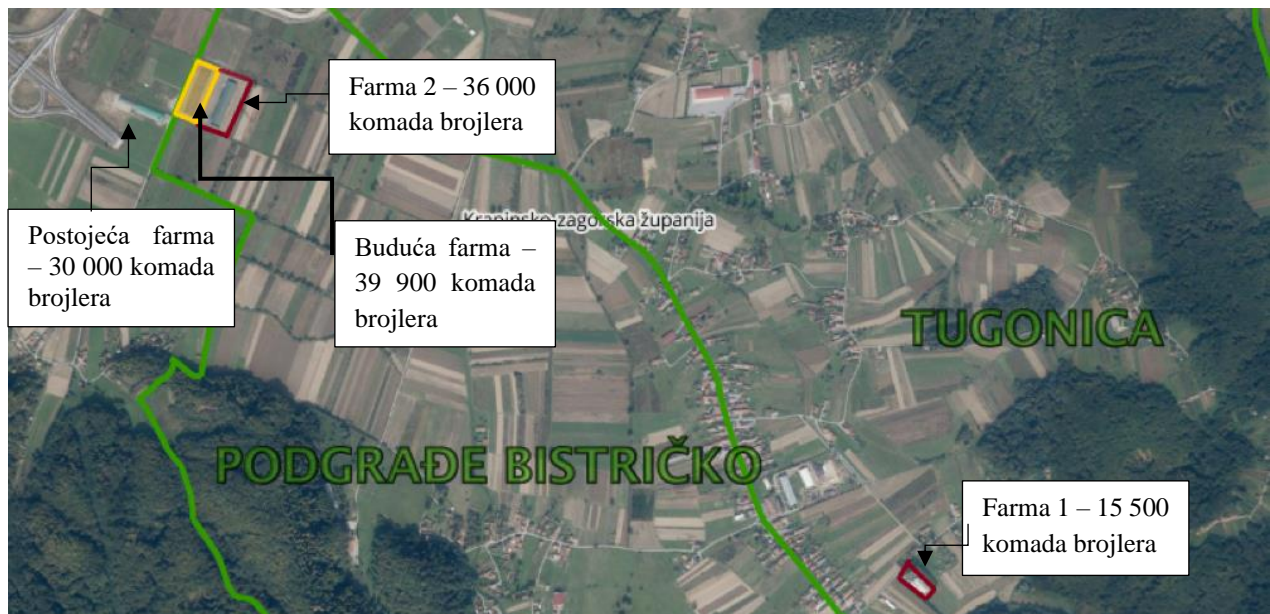 Farma 2 – 36 000
komada brojlera
Krapinsko-zagorska županija
Postojeća farma
– 30 000 komada
brojlera
Buduća farma –
39 900 komada
brojlera
TUGONICA
PODGRAĐE BISTRIČKO
Farma 1 – 15 500
komada brojlera